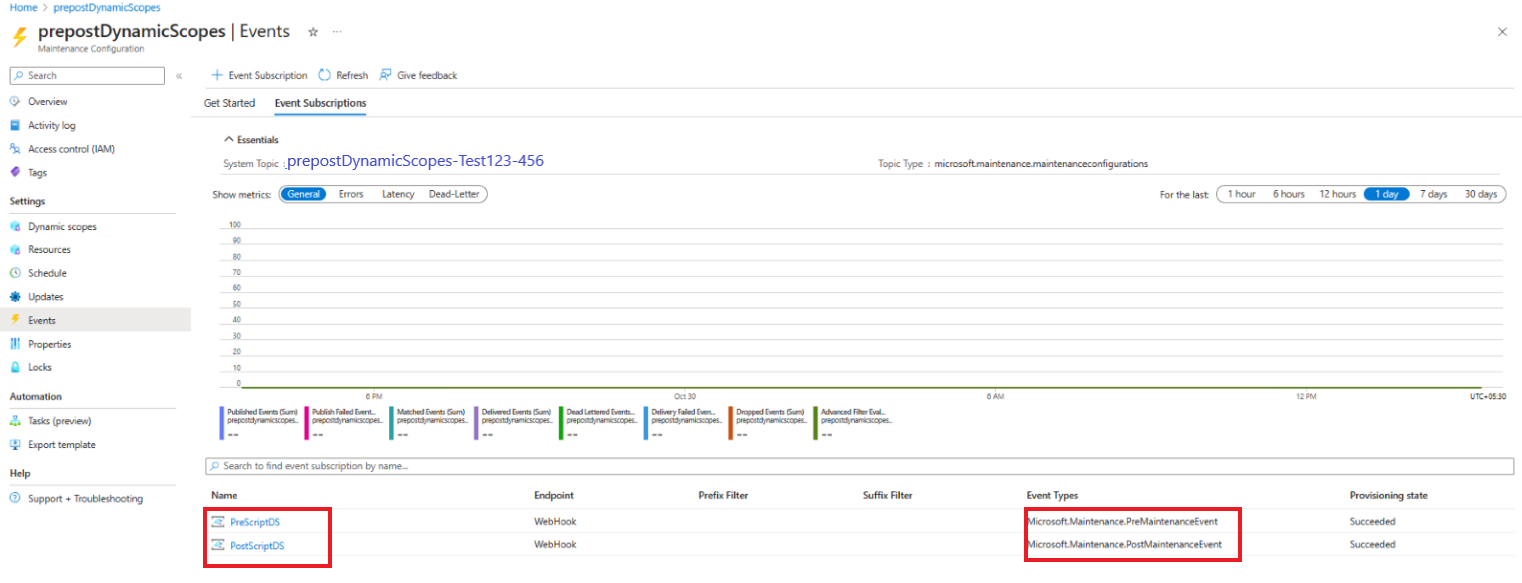 Home > prepostDynamicScopes
prepostDynamicScopes | Events ☆ ...
Maintenance Configuration
Search
«
+ Event Subscription Refresh Give feedback
Get Started Event Subscriptions
Overview
Activity log
Access control (IAM)
Tags
Settings
Dynamic scopes
Resources
Schedule
Updates
Events
Properties
Locks
Automation
Tasks (preview)
Export template
Help
Support + Troubleshooting
Essentials
System Topic : prepostDynamicScopes-Test123-456 Topic Type : microsoft.maintenance.maintenanceconfigurations
Show metrics: General Errors Latency Dead-Letter For the last: 1 hour 6 hours 12 hours 1 day 7 days 30 days
100
90
80
70
60
50
40
30
20
10
0
6 PM Oct 30 6 AM 12 PM UTC+05:30
Published Events (Sum) Publish Failed Event... Matched Events (Sum) Delivered Events (Sum) Dead Lettered Events... Delivery Failed Even... Dropped Events (Sum) Advanced Filter Eval...
prepostdynamicscopes... prepostdynamicscopes... prepostdynamicscopes... prepostdynamicscopes... prepostdynamicscopes... prepostdynamicscopes... prepostdynamicscopes... prepostdynamicscopes...
-- -- -- -- -- -- -- --
Search to find event subscription by name...
Name Endpoint Prefix Filter Suffix Filter Event Types Provisioning state
PreScriptDS WebHook Microsoft.Maintenance.PreMaintenanceEvent Succeeded
PostScriptDS WebHook Microsoft.Maintenance.PostMaintenanceEvent Succeeded